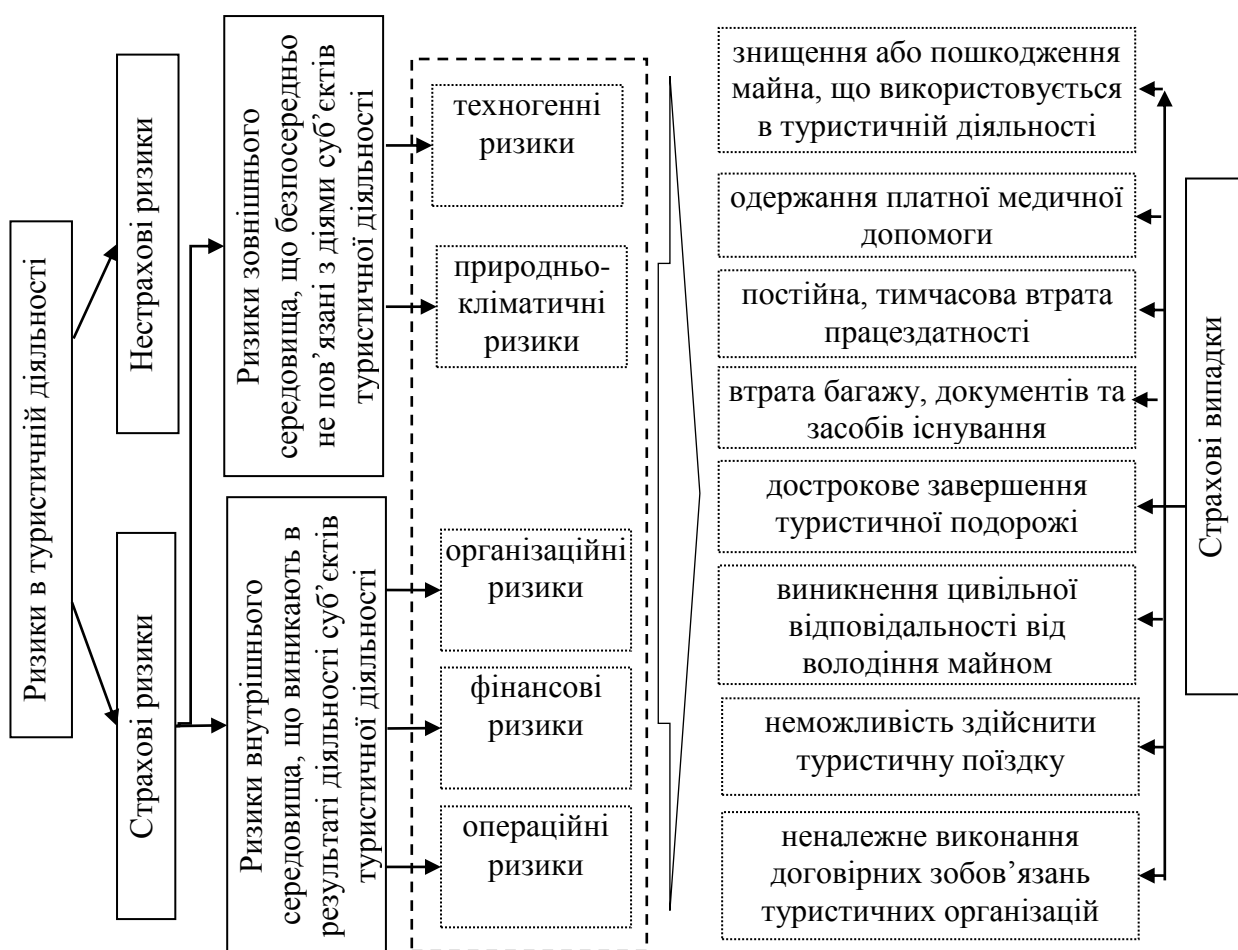 Ризики в туристичній діяльності
Нестрахові ризики
Страхові ризики
Ризики зовнішнього
середовища, що безпосередньо
не пов’язані з діями суб’єктів
туристичної діяльності
Ризики внутрішнього
середовища, що виникають в
результаті діяльності суб’єктів
туристичної діяльності
техногенні
ризики
природньо-
кліматичні
ризики
організаційні
ризики
фінансові
ризики
операційні
ризики
знищення або пошкодження
майна, що використовується
в туристичній діяльності
одержання платної медичної
допомоги
постійна, тимчасова втрата
працездатності
втрата багажу, документів та
засобів існування
дострокове завершення
туристичної подорожі
виникнення цивільної
відповідальності від
володіння майном
неможливість здійснити
туристичну поїздку
неналежне виконання
договірних зобов’язань
туристичних організацій
Страхові випадки